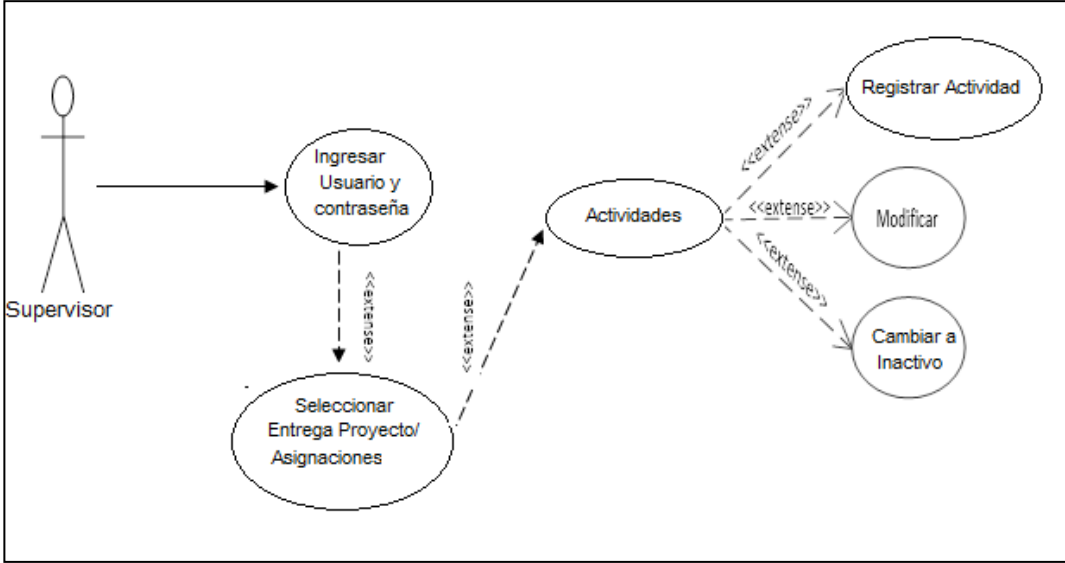 Supervisor
Ingresar
Usuario y
contraseña
<<extense>>
Seleccionar
Entrega Proyecto/
Asignaciones
<<extense>>
Actividades
<<extense>>
Registrar Actividad
<<extense>>
Modificar
<<extense>>
Cambiar a
Inactivo